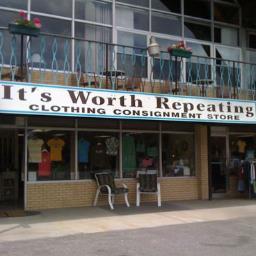 It's Worth Repeating
CLOTHING CONSIGNMENT STORE